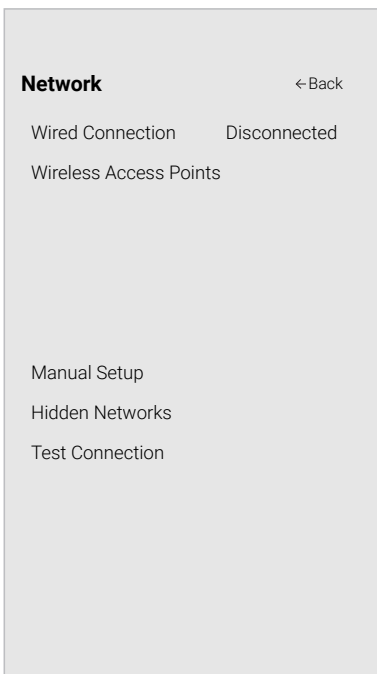 Network ←Back
Wired Connection Disconnected
Wireless Access Points
Manual Setup
Hidden Networks
Test Connection